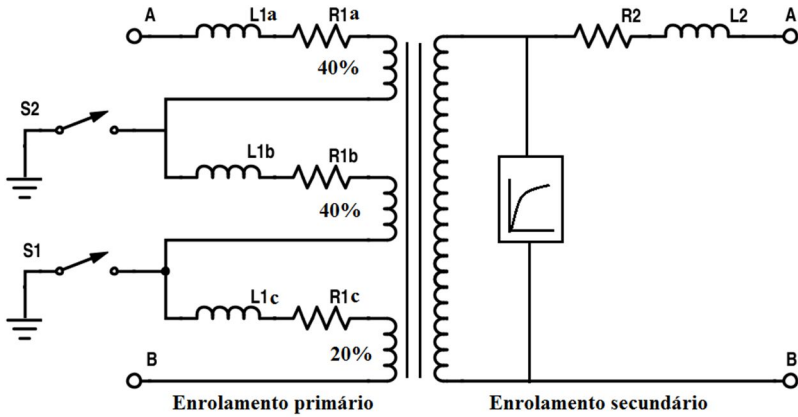 A
L1a
R1a
40%
R2
L2
A
S2
L1b
R1b
40%
S1
L1c
R1c
20%
B
B
Enrolamento primário
Enrolamento secundário